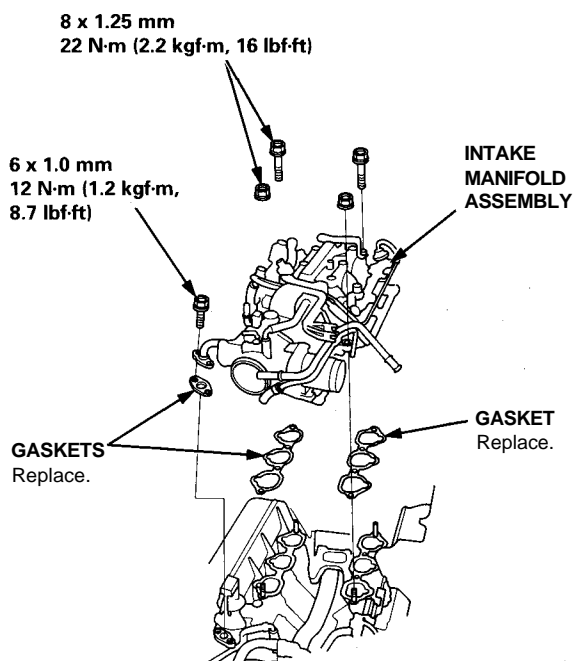 8 x 1.25 mm
22 N·m (2.2 kgf·m, 16 lbf·ft)
6 x 1.0 mm
12 N·m (1.2 kgf·m,
8.7 lbf·ft)
INTAKE
MANIFOLD
ASSEMBLY
GASKETS
Replace.
GASKET
Replace.